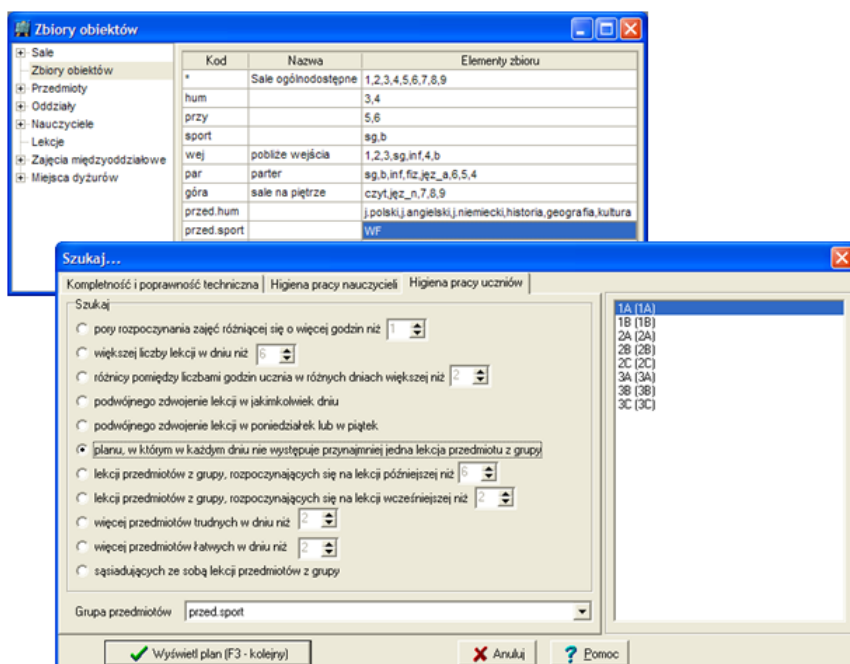 Zbiory obiektów
Sale
Zbiory obiektów
Przedmioty
Oddziały
Nauczyciele
Lekcje
Zajęcia międzyoddziałowe
Miejsca dyżurów
Kod Nazwa Elementy zbioru
* Sale ogólnodostępne 1,2,3,4,5,6,7,8,9
hum 3,4
przy 5,6
sport sg,b
wej pobliże wejścia 1,2,3,sg,inf,4,b
par parter sg,b,inf,fiz,jęz_a,6,5,4
góra sale na piętrze czyt,jęz_n,7,8,9
przed.hum j.polski,j.angielski,j.niemiecki,historia,geografia,kultura
przed.sport WF
Szukaj...
Kompletność i poprawność techniczna Higiena pracy nauczycieli Higiena pracy uczniów
Szukaj
pory rozpoczynania zajęć różniącej się o więcej godzin niż 1
większej liczby lekcji w dniu niż 6
różnicy pomiędzy liczbami godzin ucznia w różnych dniach większej niż 2
podwójnego zdwojenie lekcji w jakimkolwiek dniu
podwójnego zdwojenie lekcji w poniedziałek lub w piątek
planu, w którym w każdym dniu nie występuje przynajmniej jedna lekcja przedmiotu z grupy
lekcji przedmiotów z grupy, rozpoczynających się na lekcji późniejszej niż 6
lekcji przedmiotów z grupy, rozpoczynających się na lekcji wcześniejszej niż 2
więcej przedmiotów trudnych w dniu niż 2
więcej przedmiotów łatwych w dniu niż 2
sąsiadujących ze sobą lekcji przedmiotów z grupy
Grupa przedmiotów przed.sport
1A (1A)
1B (1B)
2A (2A)
2B (2B)
2C (2C)
3A (3A)
3B (3B)
3C (3C)
Wyświetl plan (F3 - kolejny) Anuluj Pomoc